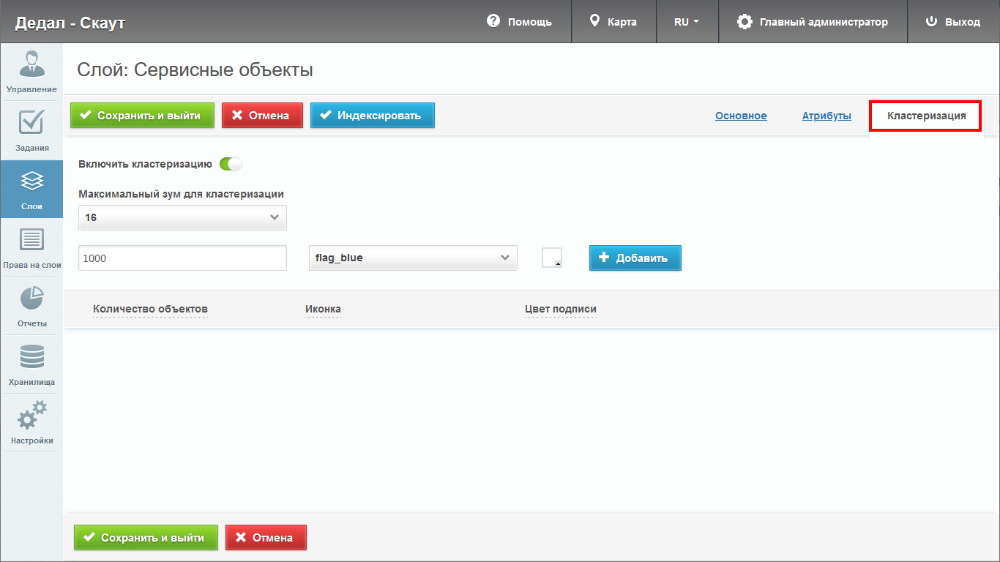 Дедал - Скаут
Помощь
Карта
RU
Главный администратор
Выход
Управление
Задания
Слои
Права на слои
Отчеты
Хранилища
Настройки
Слой: Сервисные объекты
Сохранить и выйти
Отмена
Индексировать
Основное
Атрибуты
Кластеризация
Включить кластеризацию
Максимальный зум для кластеризации
16
1000
flag_blue
Добавить
Количество объектов
Иконка
Цвет подписи
Сохранить и выйти
Отмена